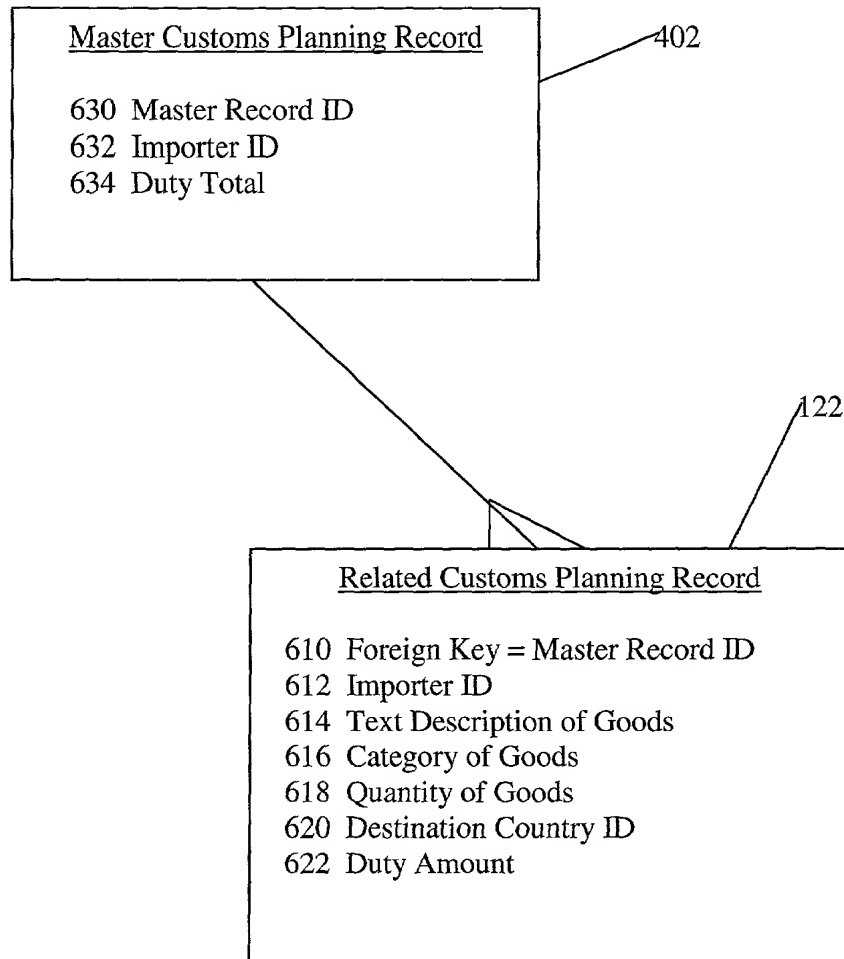 Master Customs Planning Record
402
630 Master Record ID
632 Importer ID
634 Duty Total
122
Related Customs Planning Record
610 Foreign Key = Master Record ID
612 Importer ID
614 Text Description of Goods
616 Category of Goods
618 Quantity of Goods
620 Destination Country ID
622 Duty Amount